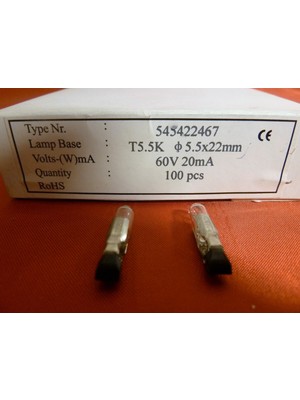 Type Nr. : 545422467
Lamp Base : T5.5K ϕ 5.5x22mm
Volts-(W)mA : 60V 20mA
Quantity : 100 pcs
RoHS
CE